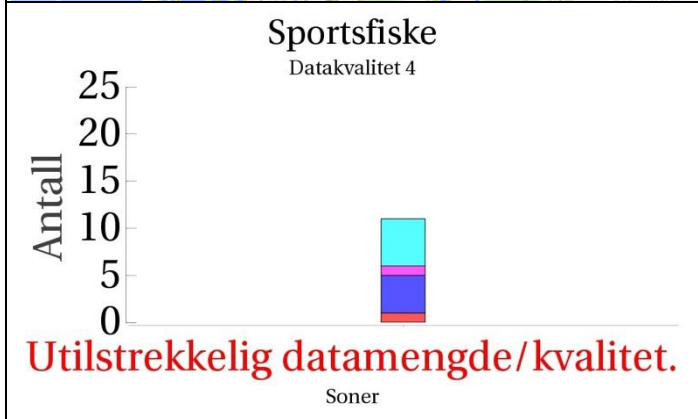 Sportsfiske
Datakvalitet 4
25
20
15
10
5
0
Antall
Utilstrekkelig datamengde/kvalitet.
Soner